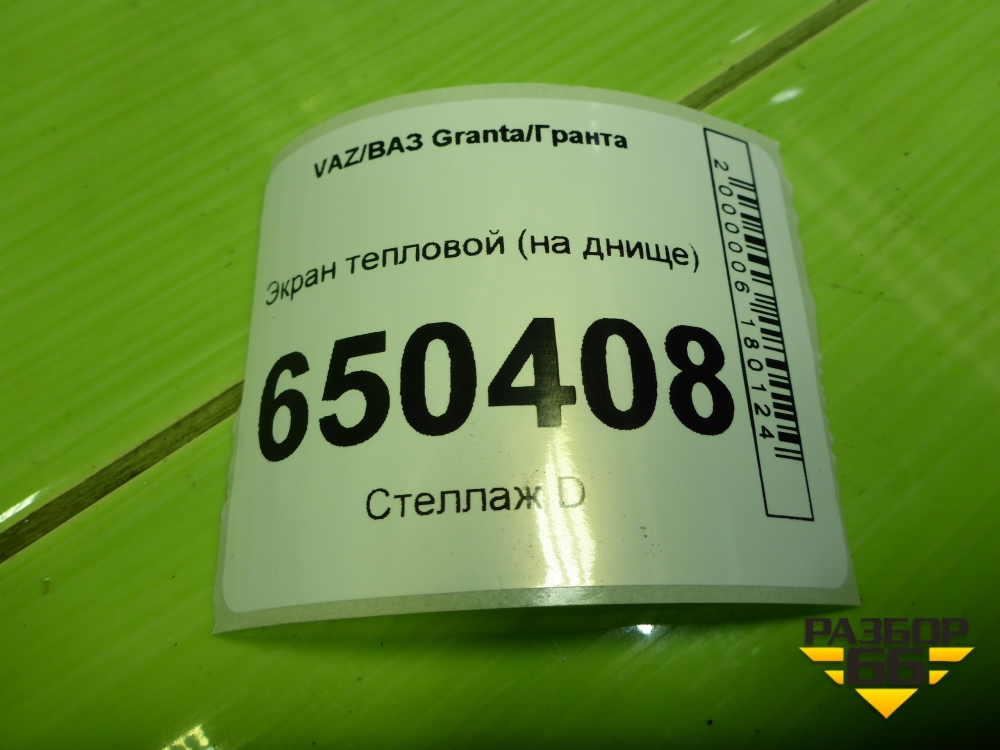 VAZ/ВАЗ Granta/Гранта
Экран тепловой (на днище)
650408
Стеллаж D
2000006180124
РАЗБОР
66